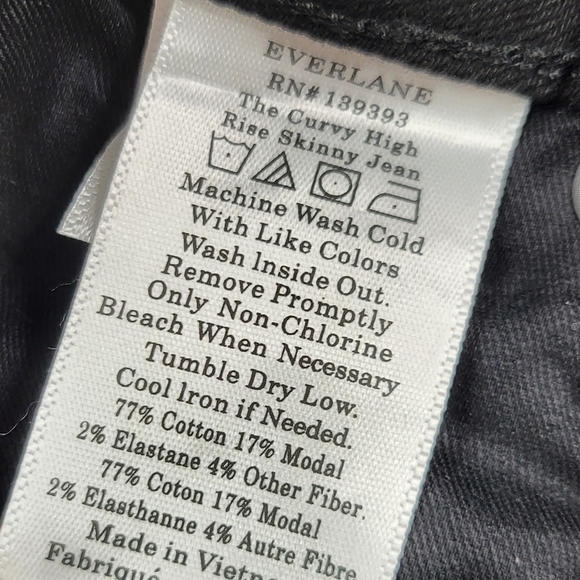 EVERLANE
RN# 139393
The Curvy High
Rise Skinny Jean
Machine Wash Cold
With Like Colors
Wash Inside Out.
Remove Promptly
Only Non-Chlorine
Bleach When Necessary
Tumble Dry Low.
Cool Iron if Needed.
77% Cotton 17% Modal
2% Elastane 4% Other Fiber.
77% Coton 17% Modal
2% Elasthanne 4% Autre Fibre
Made in Vietn
Fabriqué